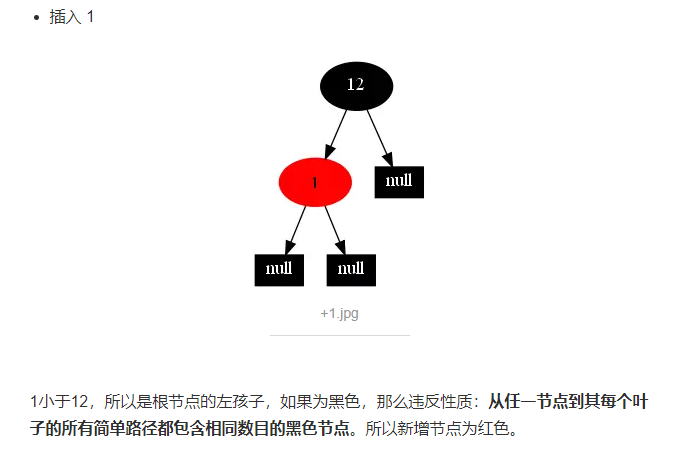 插入 1
12
1
null
null
null
+1.jpg
1小于12，所以是根节点的左孩子，如果为黑色，那么违反性质：从任一节点到其每个叶
子的所有简单路径都包含相同数目的黑色节点。所以新增节点为红色。